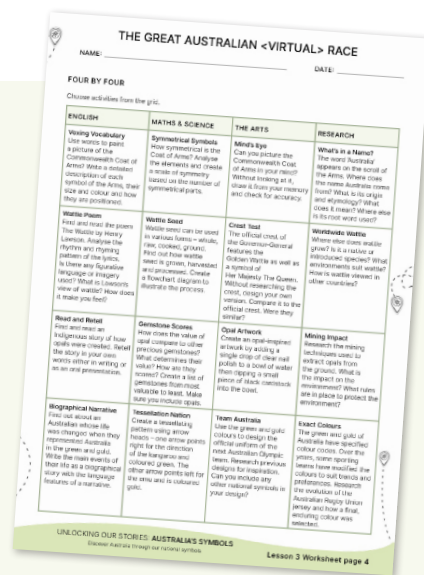 THE GREAT AUSTRALIAN <VIRTUAL> RACE
NAME:
DATE:
FOUR BY FOUR
Choose activities from the grid.
ENGLISH
MATHS & SCIENCE
THE ARTS
RESEARCH
Voxing Vocabulary
Use words to paint
a picture of the
Commonwealth Coat of
Arms! Write a detailed
description of each
symbol of the Arms, their
size and colour and how
they are positioned.
Symmetrical Symbols
How symmetrical is the
Coat of Arms? Analyse
the elements and create
a scale of symmetry
based on the number of
symmetrical parts.
Mind's Eye
Can you picture the
Coat of Arms in your mind?
Without looking at it,
draw it from your memory
and check for accuracy.
What's in a Name?
The word 'Australia'
appears on the scroll of
the Arms. Where does
the name Australia come
from? What is its origin
and etymology? What
does it mean? Where else
is its root word used?
Wattle Poem
Find and read the poem
The Wattle by Henry
Lawson. Analyse the
rhythm and rhyming
pattern of the lyrics.
Is there any figurative
language or imagery
used? What is Lawson's
view of wattle? How does
it make you feel?
Wattle Seed
Wattle seed can be used
in various forms – whole,
raw, cooked, ground.
Find out how wattle
seed is grown, harvested
and processed. Create
a flowchart diagram to
illustrate the process.
Crest Test
The official crest of
the Governor-General
features the
Golden Wattle as well as
a symbol of
Her Majesty The Queen.
Without researching the
crest, design your own
version. Compare it to the
official crest. Were they
similar?
Worldwide Wattle
Where else does wattle
grow? Is it native or
introduced species? What
environments suit wattle?
How is wattle viewed in
other countries?
Read and Retell
Find and read an
Indigenous story of how
opals were created. Retell
the story in your own
words either in writing or
as an oral presentation.
Gemstone Scores
How does the value of
opal compare to other
precious gemstones?
What determines their
value? How are they
scored? Create a list of
gemstones from most
valuable to least. Make
sure you include opals.
Opal Artwork
Create an opal-inspired
artwork by adding a
single drop of clear nail
polish to a bowl of water
then dipping a small
piece of black cardstock
into the bowl.
Mining Impact
Research the mining
techniques used to
extract opals from
the ground. What is
the impact on the
environment? What rules
are in place to protect the
environment?
Biographical Narrative
Find out about an
Australian whose life
was changed when they
represented Australia
in the green and gold.
Write the main events of
their life as a biographical
story with the language
features of a narrative.
Tessellation Nation
Create a tessellating
pattern using arrow
heads – one arrow points
right for the direction
of the kangaroo and
coloured green. The
other arrow points left for
the emu and is coloured
gold.
Team Australia
Use the green and gold
colours to design the
official uniform of the
next Australian Olympic
team. Research previous
designs for inspiration.
Can you include any
other national symbols in
your design?
Exact Colours
The green and gold of
Australia have specified
colour codes. Over the
years, some sporting
teams have modified the
colours to suit trends and
preferences. Research
the evolution of the
Australian Rugby Union
jersey and how a final,
enduring colour was
selected.
UNLOCKING OUR STORIES: AUSTRALIA'S SYMBOLS
Discover Australia through our national symbols
Lesson 3 Worksheet page 4